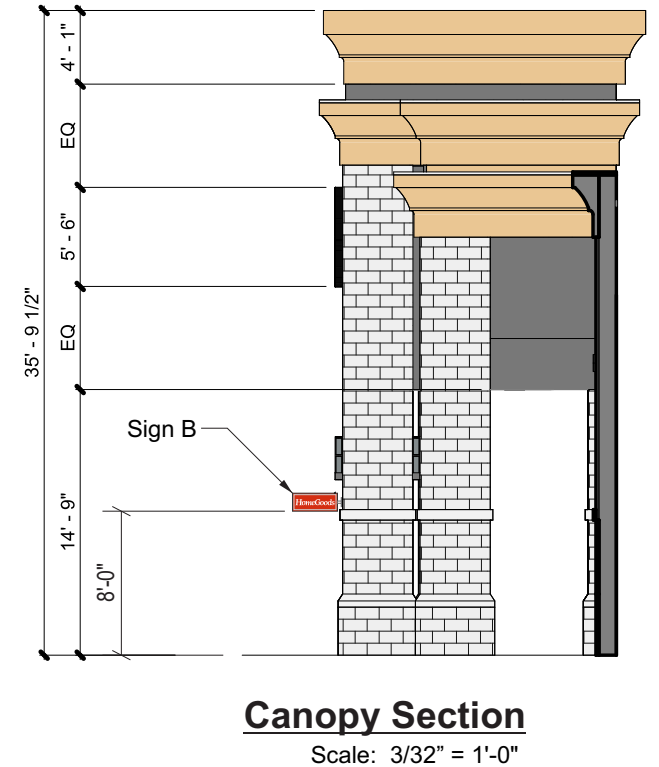 4' - 1"
EQ
5' - 6"
35' - 9 1/2"
EQ
Sign B
HomeGoods
14' - 9"
8'-0"
Canopy Section
Scale: 3/32” = 1'-0"